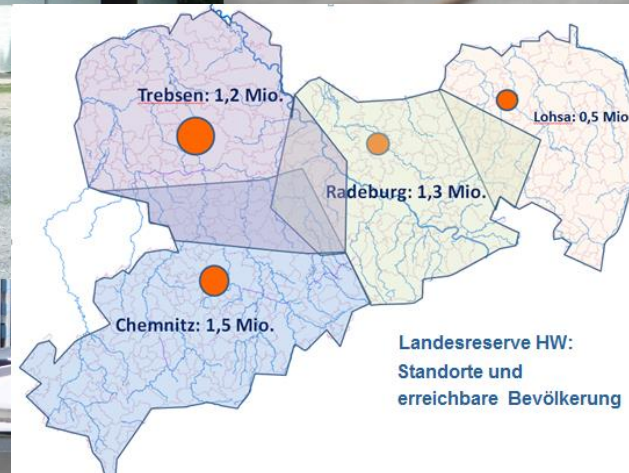 Trebsen: 1,2 Mio.
Lohsa: 0,5 Mio
Radeburg: 1,3 Mio.
Chemnitz: 1,5 Mio.
Landesreserve HW:
Standorte und
erreichbare Bevölkerung